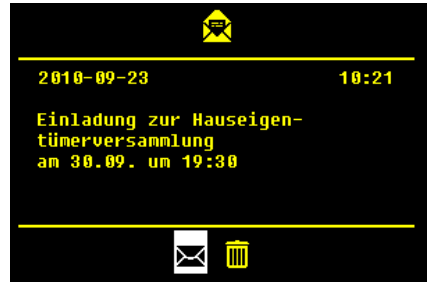 2010-09-23 10:21
Einladung zur Hauseigen-
tümerversammlung
am 30.09. um 19:30